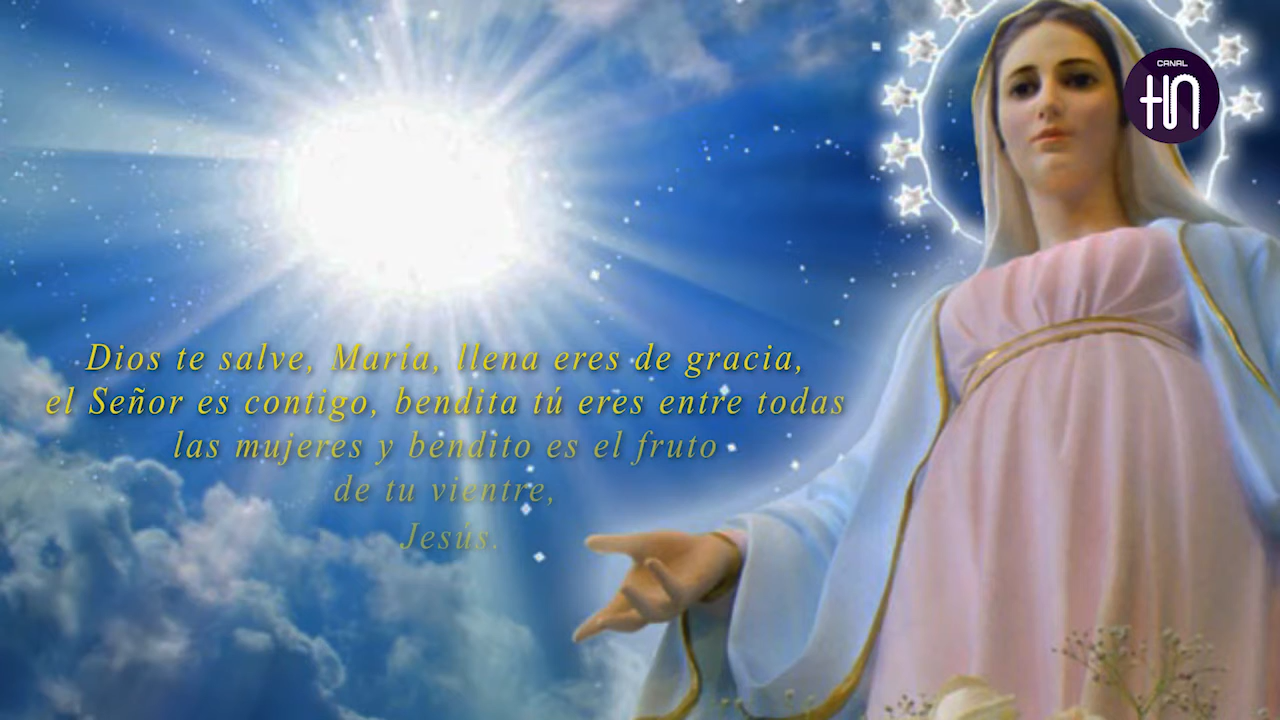 CANAL
HN
Dios te salve, María, llena eres de gracia,
el Señor es contigo, bendita tú eres entre todas
las mujeres y bendito es el fruto
de tu vientre,
Jesús.